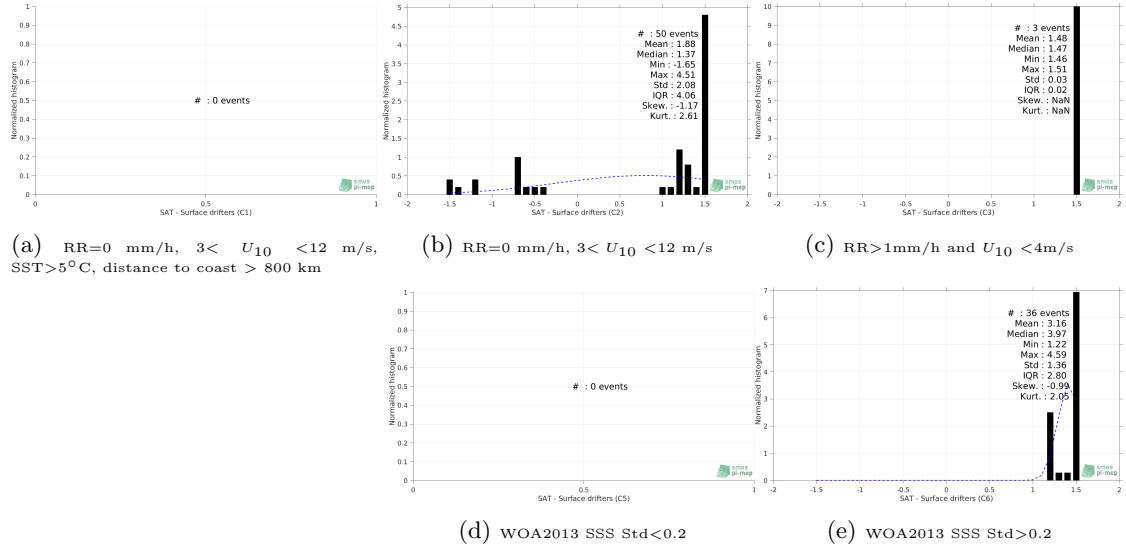 1
0.9
0.8
0.7
0.6
0.5
0.4
0.3
0.2
0.1
0
Normalized histogram
# : 0 events
0.5
1
SAT - Surface drifters (C1)
smos
pi-mep
(a) RR=0 mm/h, 3< U10 <12 m/s,
SST>5°C, distance to coast > 800 km
5
4.5
4
3.5
3
2.5
2
1.5
1
0.5
0
Normalized histogram
# : 50 events
Mean : 1.88
Median : 1.37
Min : -1.65
Max : 4.51
Std : 2.08
IQR : 4.06
Skew. : -1.17
Kurt. : 2.61
-2 -1.5 -1 -0.5 0 0.5 1 1.5 2
SAT - Surface drifters (C2)
smos
pi-mep
(b) RR=0 mm/h, 3< U10 <12 m/s
10
9
8
7
6
5
4
3
2
1
0
Normalized histogram
# : 3 events
Mean : 1.48
Median : 1.47
Min : 1.46
Max : 1.51
Std : 0.03
IQR : 0.02
Skew. : NaN
Kurt. : NaN
-2 -1.5 -1 -0.5 0 0.5 1 1.5 2
SAT - Surface drifters (C3)
smos
pi-mep
(c) RR>1mm/h and U10 <4m/s
1
0.9
0.8
0.7
0.6
0.5
0.4
0.3
0.2
0.1
0
Normalized histogram
# : 0 events
0.5
1
SAT - Surface drifters (C5)
smos
pi-mep
(d) WOA2013 SSS Std<0.2
7
6
5
4
3
2
1
0
Normalized histogram
# : 36 events
Mean : 3.16
Median : 3.97
Min : 1.22
Max : 4.59
Std : 1.36
IQR : 2.80
Skew. : -0.99
Kurt. : 2.05
-2 -1.5 -1 -0.5 0 0.5 1 1.5 2
SAT - Surface drifters (C6)
smos
pi-mep
(e) WOA2013 SSS Std>0.2